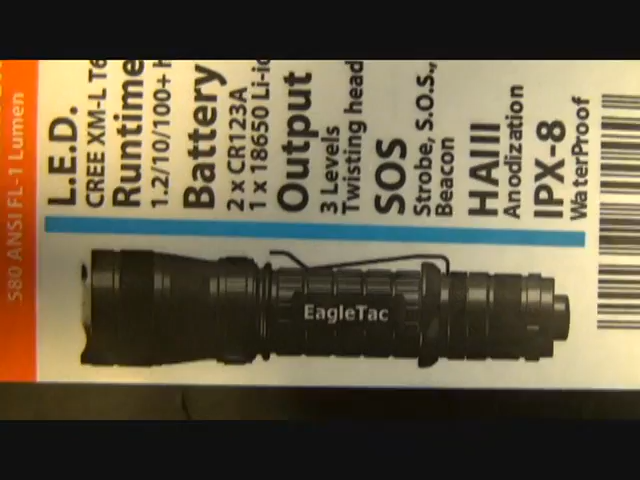 580 ANSI FL-1 Lumen
L.E.D.
CREE XM-L T6
Runtime
1.2/10/100+
Battery
2 x CR123A
1 x 18650 Li-io
Output
3 Levels
Twisting head
SOS
Strobe, S.O.S.,
Beacon
HAIII
Anodization
IPX-8
WaterProof
EagleTac